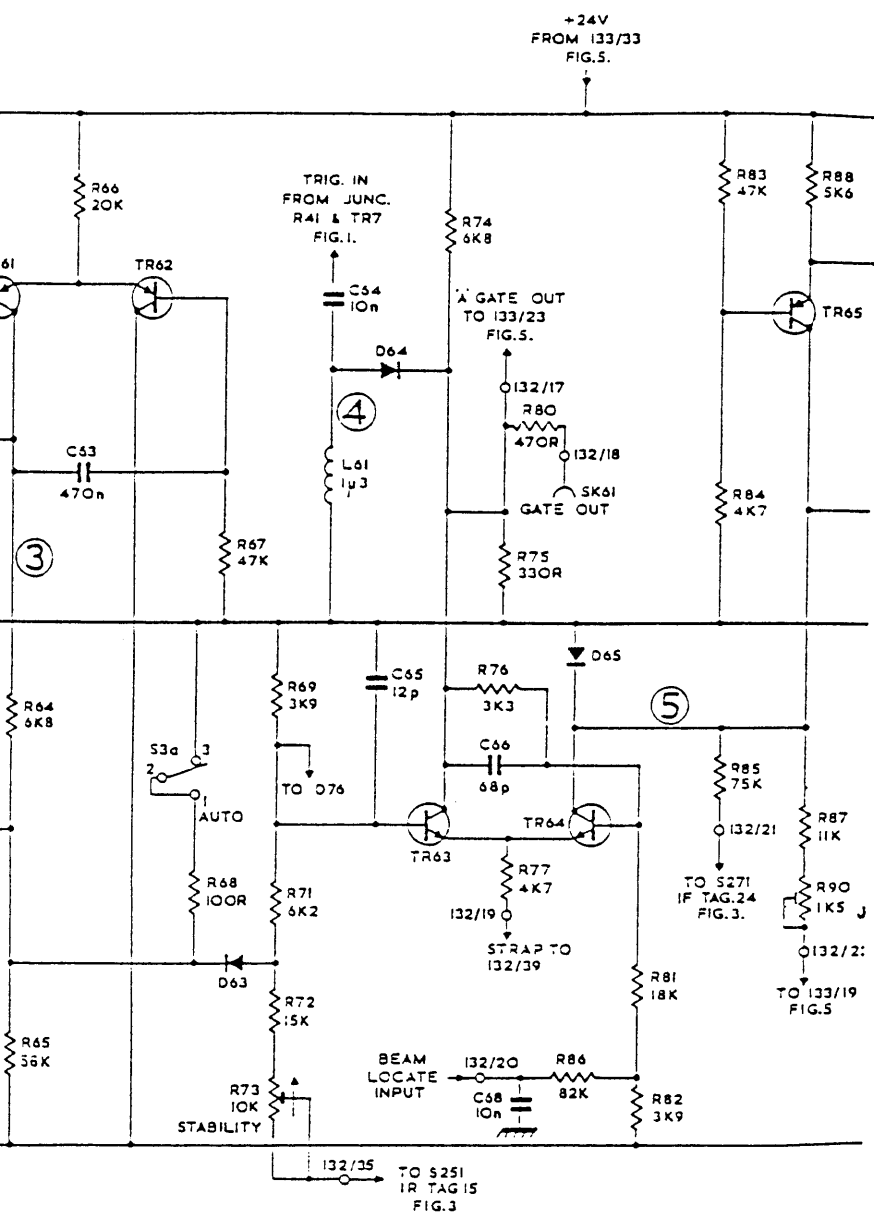 +24V
FROM 133/33
FIG.5.
R66
20K
TRIG. IN
FROM JUNC.
R41 & TR7
FIG.1.
R74
6K8
R83
47K
R88
5K6
61
TR62
C64
10n
'A' GATE OUT
TO 133/23
FIG.5.
TR65
D64
132/17
4
R80
470R
132/18
C63
470n
L61
1µ3
SK61
GATE OUT
R84
4K7
3
R67
47K
R75
330R
R64
6K8
R69
3K9
C65
12p
R76
3K3
D65
5
S3a
3
2
1
AUTO
TO D76
C66
68p
R85
75K
TR63
TR64
132/21
R87
11K
R68
100R
R71
6K2
R77
4K7
132/19
STRAP TO
132/39
TO S271
IF TAG.24
FIG.3.
R90
1K5
J
132/2
D63
R72
15K
R81
18K
TO 133/19
FIG.5
R65
56K
R73
10K
STABILITY
BEAM
LOCATE
INPUT
132/20
R86
82K
C68
10n
R82
3K9
132/35
TO S251
1R TAG15
FIG.3